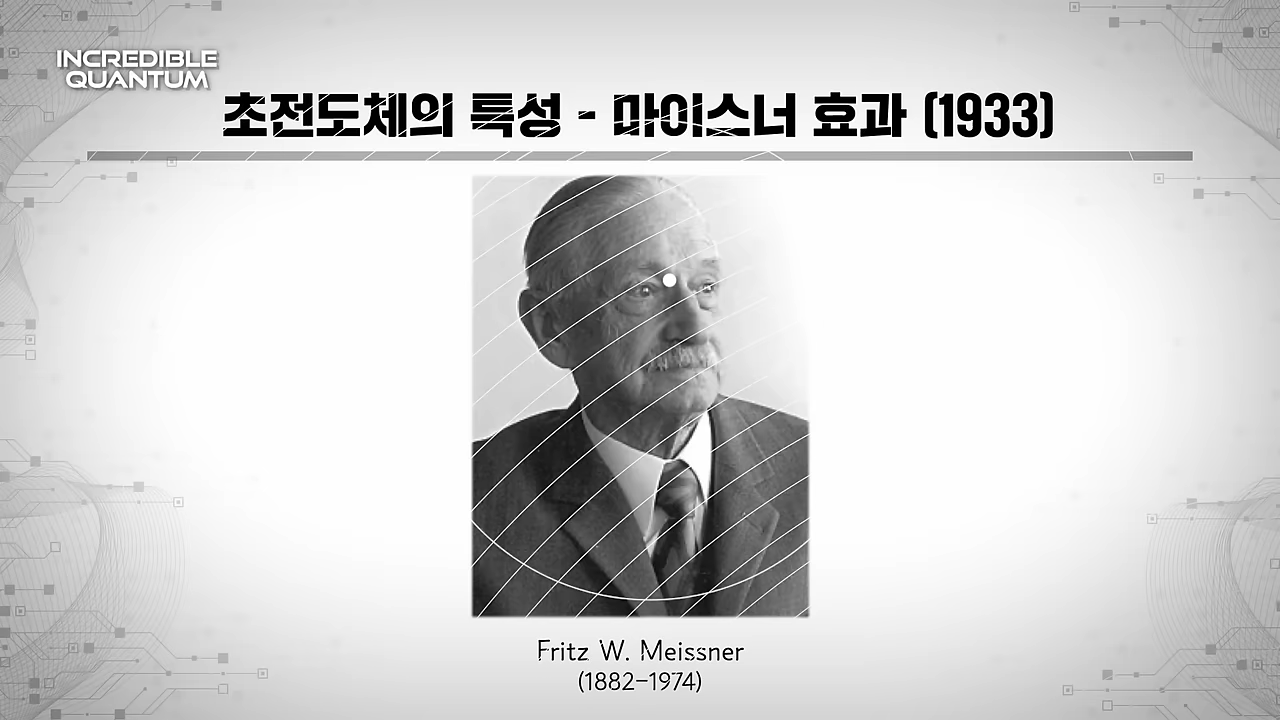 INCREDIBLE
QUANTUM
초전도체의 특성 - 마이스너 효과 (1933)
Fritz W. Meissner
(1882-1974)